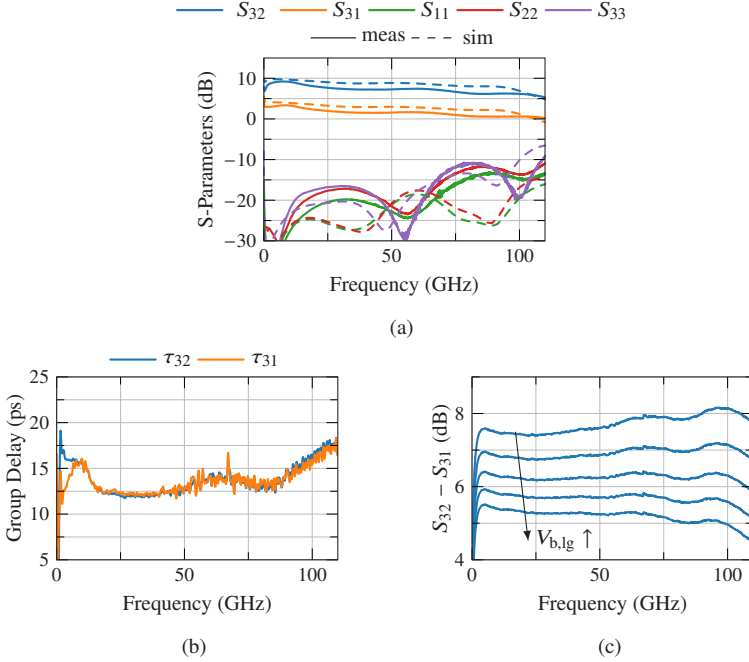 S32 S31 S11 S22 S33
meas sim
10
0
−10
−20
−30
0 50 100
S-Parameters (dB)
Frequency (GHz)
(a)
τ32 τ31
25
20
15
10
5
0 50 100
Group Delay (ps)
Frequency (GHz)
(b)
8
6
4
0 50 100
S32 − S31 (dB)
Vb,lg ↑
Frequency (GHz)
(c)